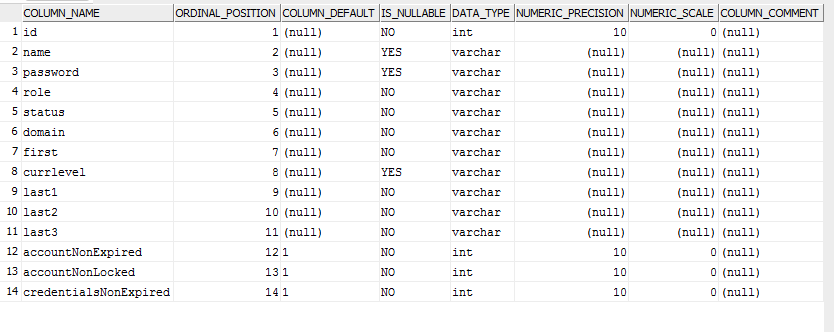 COLUMN_NAME ORDINAL_POSITION COLUMN_DEFAULT IS_NULLABLE DATA_TYPE NUMERIC_PRECISION NUMERIC_SCALE COLUMN_COMMENT
1 id 1 (null) NO int 10 0 (null)
2 name 2 (null) YES varchar (null) (null) (null)
3 password 3 (null) YES varchar (null) (null) (null)
4 role 4 (null) NO varchar (null) (null) (null)
5 status 5 (null) NO varchar (null) (null) (null)
6 domain 6 (null) NO varchar (null) (null) (null)
7 first 7 (null) NO varchar (null) (null) (null)
8 currlevel 8 (null) YES varchar (null) (null) (null)
9 last1 9 (null) NO varchar (null) (null) (null)
10 last2 10 (null) NO varchar (null) (null) (null)
11 last3 11 (null) NO varchar (null) (null) (null)
12 accountNonExpired 12 1 NO int 10 0 (null)
13 accountNonLocked 13 1 NO int 10 0 (null)
14 credentialsNonExpired 14 1 NO int 10 0 (null)